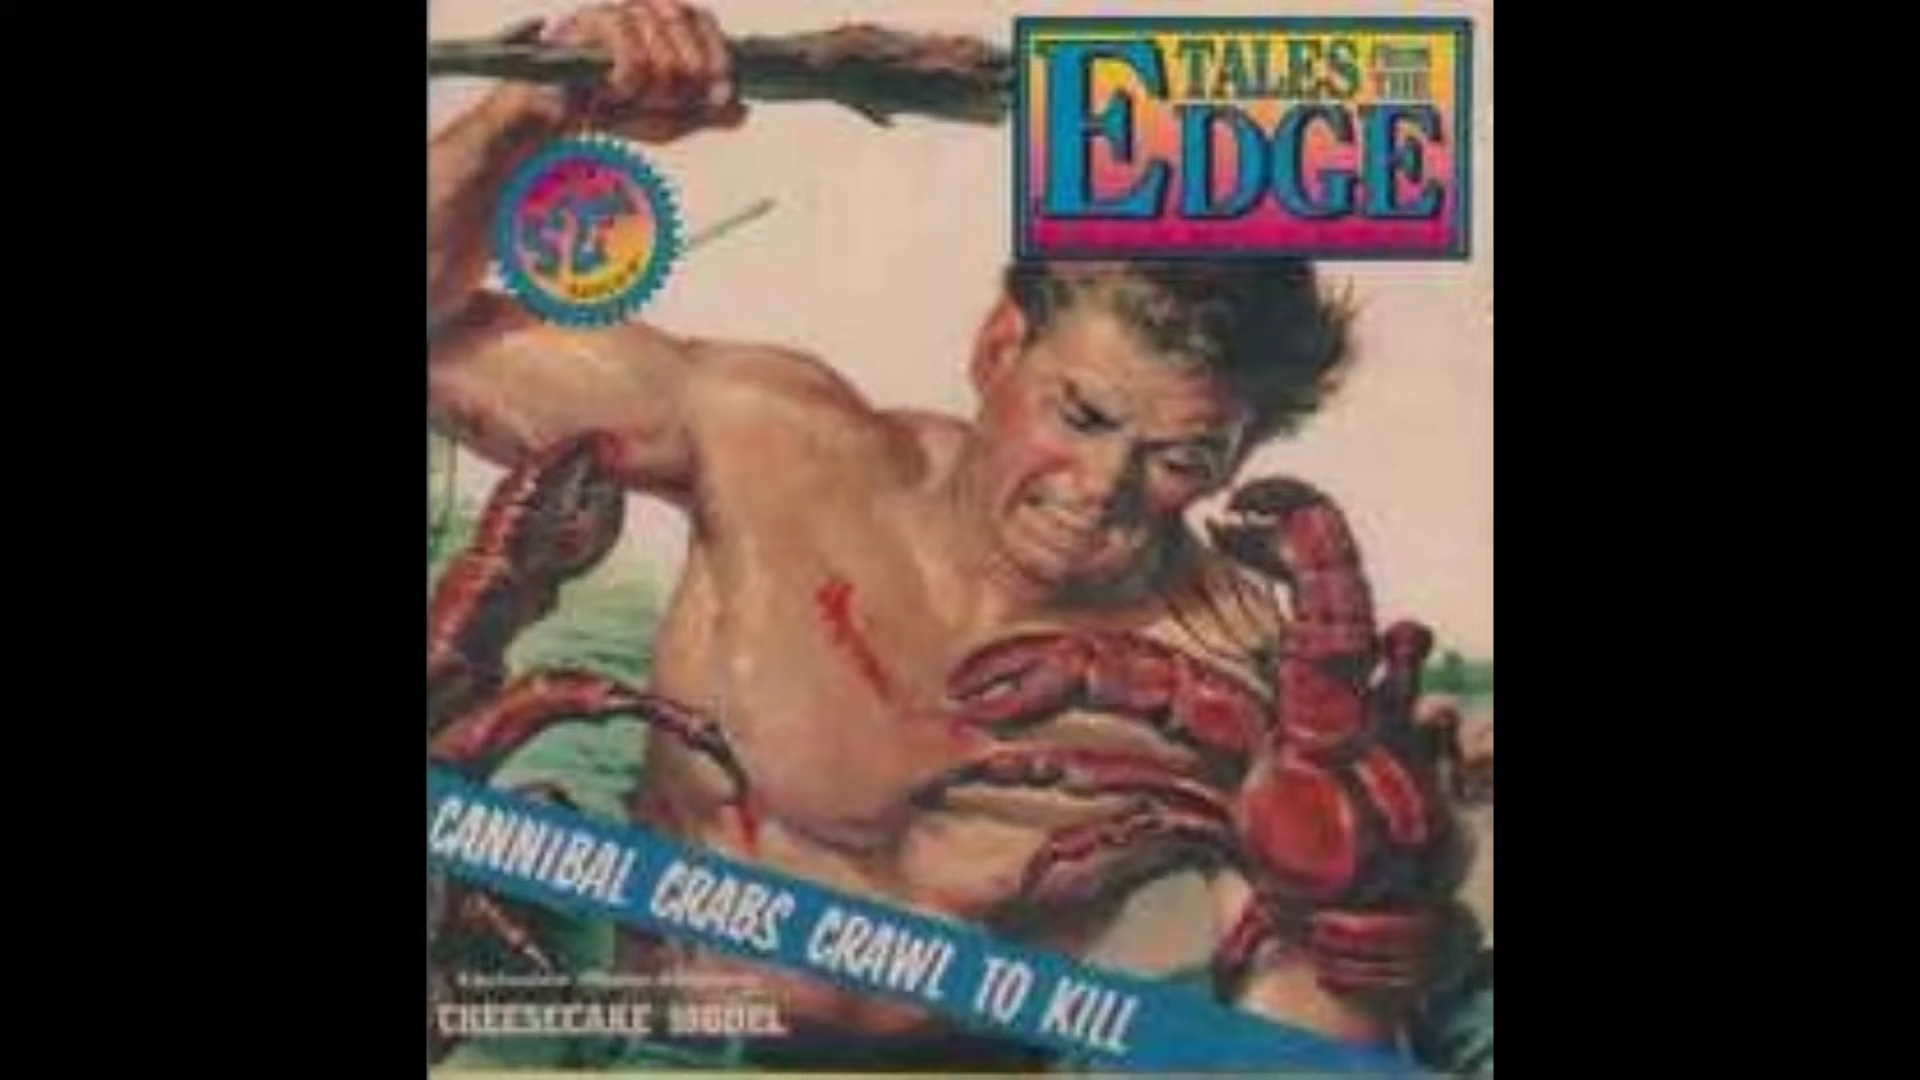 TALES FROM THE
EDGE
CANNIBAL CRABS CRAWL TO KILL
CHEESECAKE MODEL